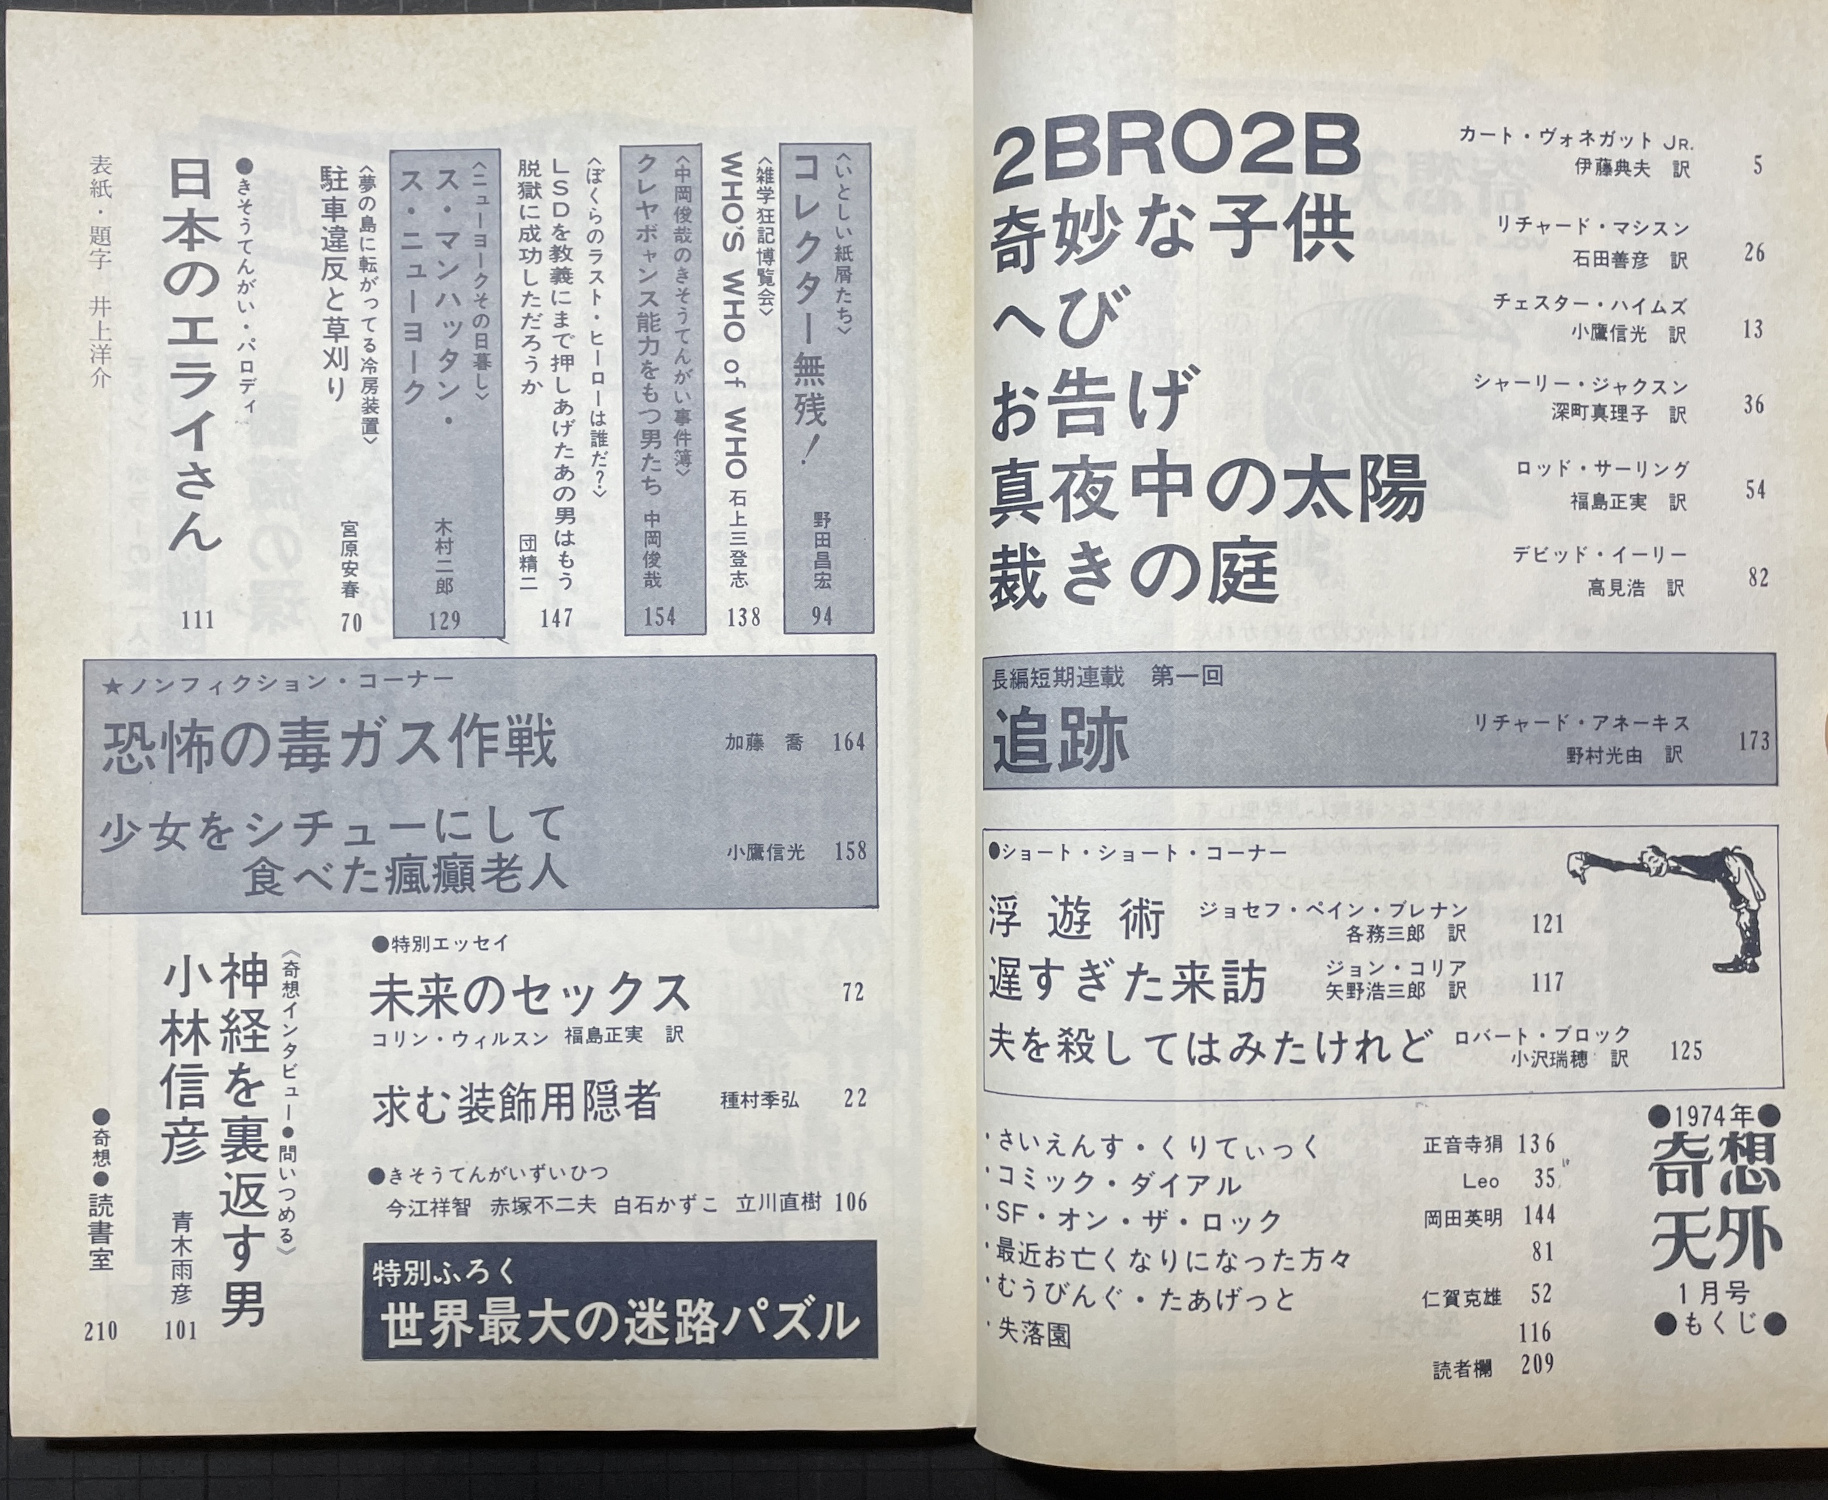 ●1974年●
奇想
天外
1月号
●もくじ●
2BRO2B
カート・ヴォネガット JR.
伊藤典夫 訳
5
奇妙な子供
リチャード・マシスン
石田善彦 訳
26
へび
チェスター・ハイムズ
小鷹信光 訳
13
お告げ
シャーリー・ジャクスン
深町真理子 訳
36
真夜中の太陽
ロッド・サーリング
福島正実 訳
54
裁きの庭
デビッド・イーリー
高見浩 訳
82
長編短期連載 第一回
追跡
リチャード・アネーキス
野村光由 訳
173
●ショート・ショート・コーナー
浮遊術
ジョセフ・ペイン・ブレナン
各務三郎 訳
121
遅すぎた来訪
ジョン・コリア
矢野浩三郎 訳
117
夫を殺してはみたけれど
ロバート・ブロック
小沢瑞穂 訳
125
・さいえんす・くりてぃっく 正音寺狷 136
・コミック・ダイアル Leo 35
・SF・オン・ザ・ロック 岡田英明 144
・最近お亡くなりになった方々 81
・むうびんぐ・たあげっと 仁賀克雄 52
・失落園 116
読者欄 209
〈いとしい紙屑たち〉
コレクター無残! 野田昌宏 94
〈雑学狂記博覧会〉
WHO'S WHO of WHO 石上三登志 138
〈中岡俊哉のきそうてんがい事件簿〉
クレヤボャンス能力をもつ男たち 中岡俊哉 154
〈ぼくらのラスト・ヒーローは誰だ?〉
LSDを教義にまで押しあげたあの男はもう
脱獄に成功しただろうか 団精二 147
〈ニューヨークその日暮し〉
ス・マンハッタン・
ス・ニューヨーク 木村二郎 129
〈夢の島に転がってる冷房装置〉
駐車違反と草刈り 宮原安春 70
●きそうてんがい・パロディ
日本のエライさん 111
表紙・題字 井上洋介
★ノンフィクション・コーナー
恐怖の毒ガス作戦 加藤 喬 164
少女をシチューにして
食べた瘋癲老人 小鷹信光 158
●特別エッセイ
未来のセックス 72
コリン・ウィルスン 福島正実 訳
求む装飾用隠者 種村季弘 22
●きそうてんがいずいひつ
今江祥智 赤塚不二夫 白石かずこ 立川直樹 106
特別ふろく
世界最大の迷路パズル
《奇想インタビュー●問いつめる》
神経を裏返す男
小林信彦 青木雨彦 101
●奇想●読書室 210